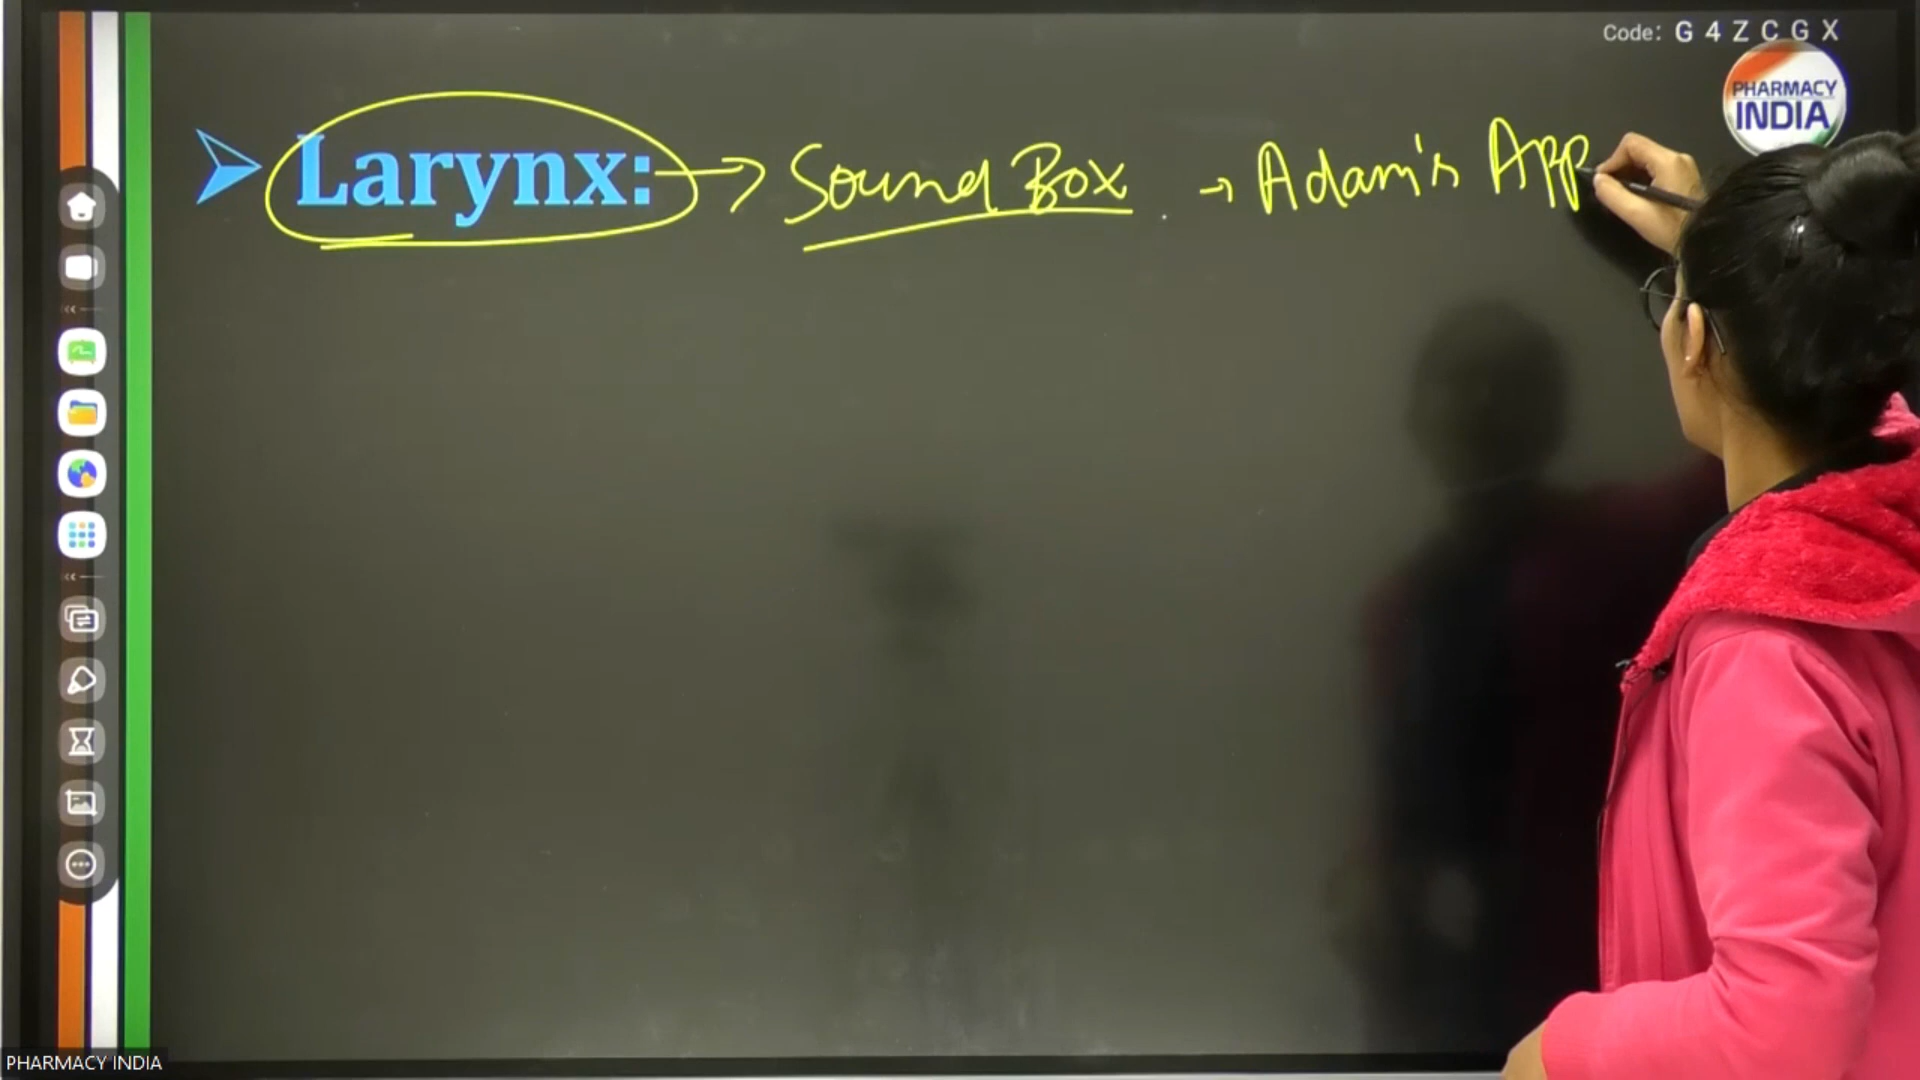 Code: G 4 Z C G X
PHARMACY
INDIA
Larynx: → Sound Box → Adam's App
PHARMACY INDIA